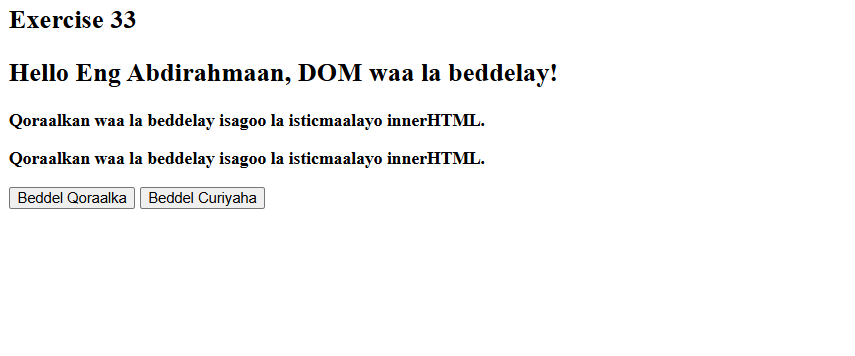 Exercise 33
Hello Eng Abdirahmaan, DOM waa la beddelay!
Qoraalkan waa la beddelay isagoo la isticmaalayo innerHTML.
Qoraalkan waa la beddelay isagoo la isticmaalayo innerHTML.
Beddel Qoraalka Beddel Curiyaha